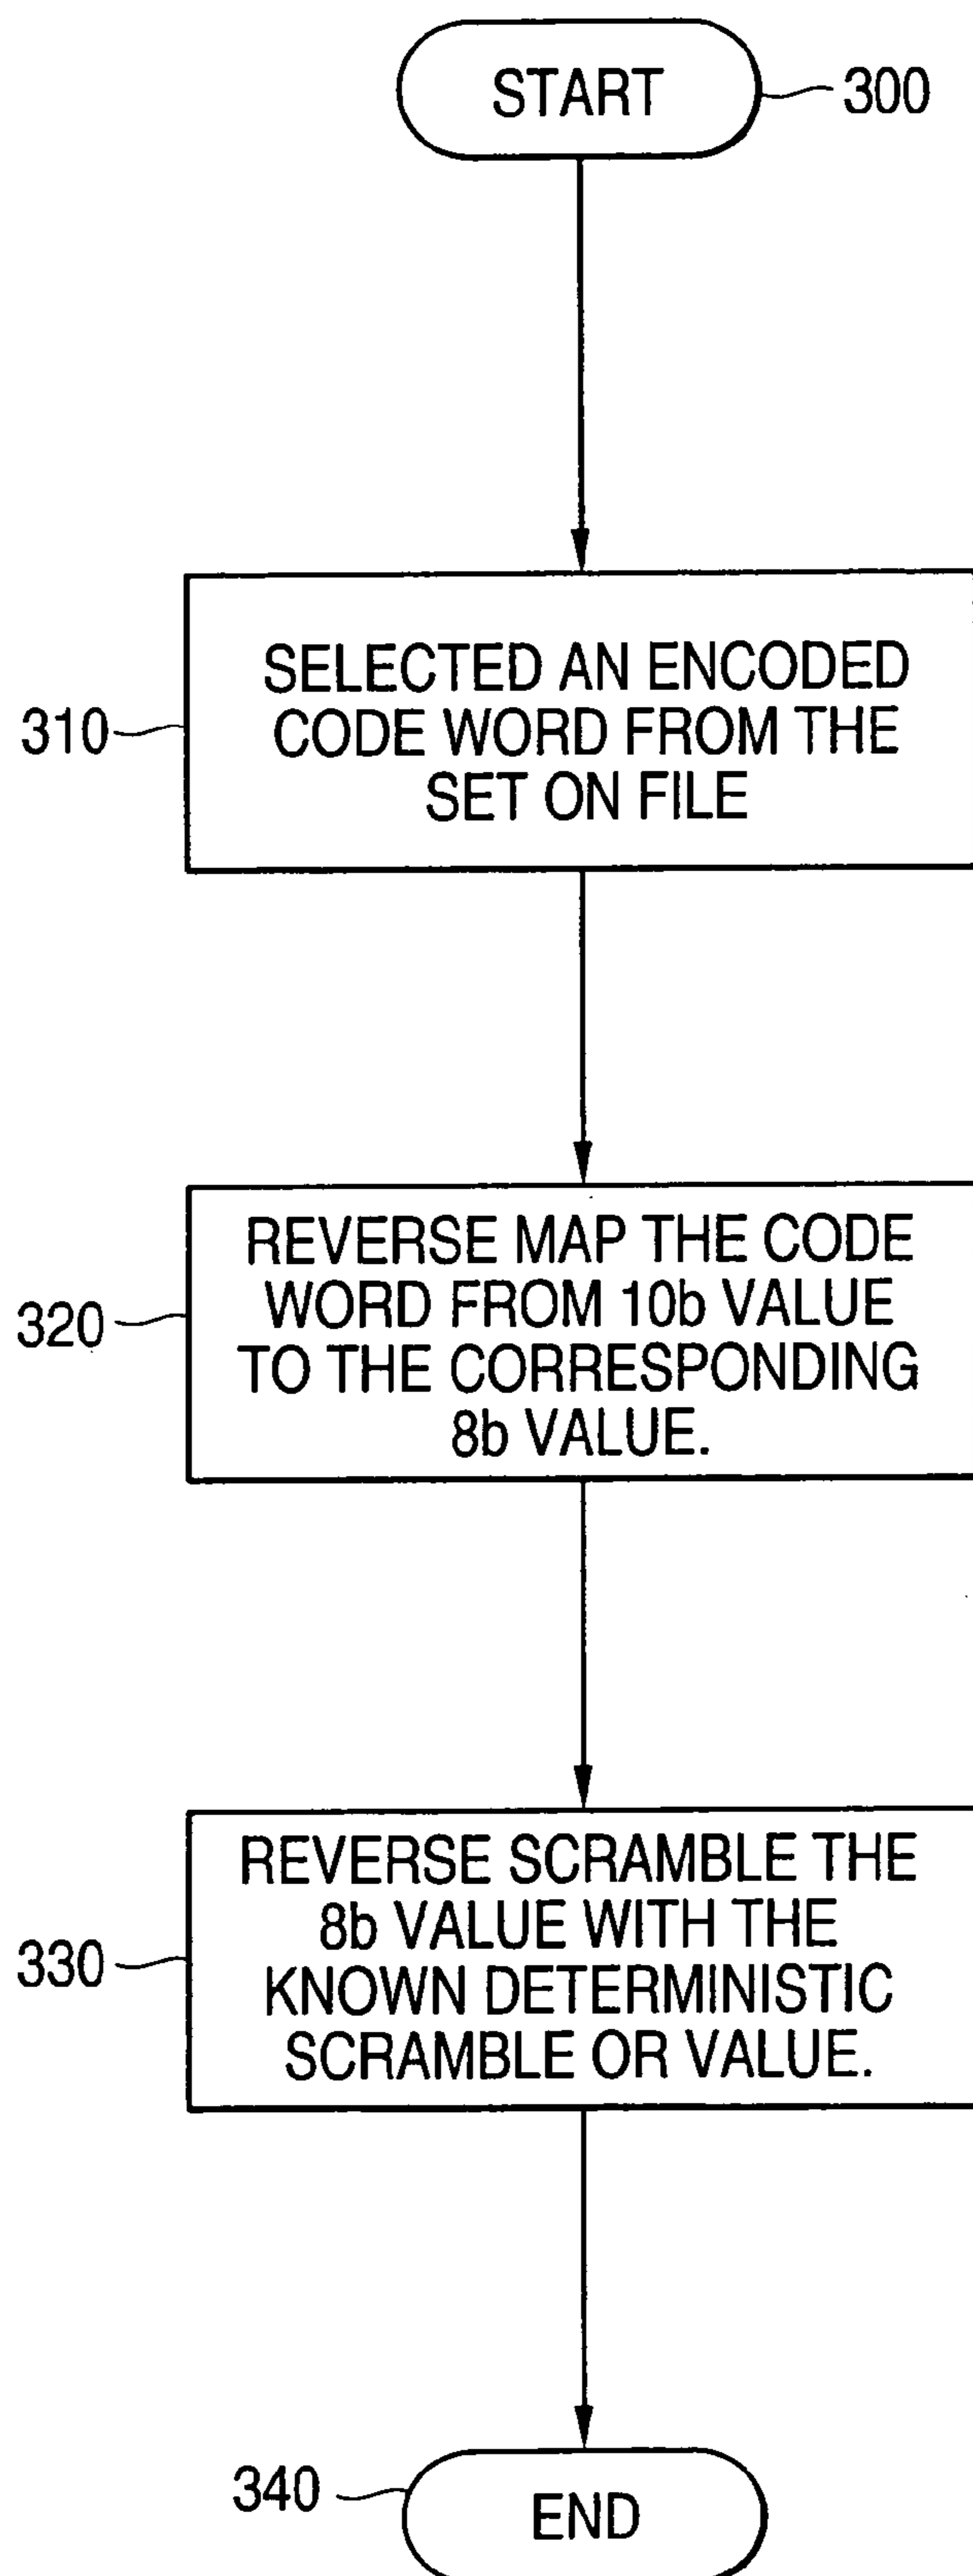 START
300
SELECTED AN ENCODED
CODE WORD FROM THE
SET ON FILE
310
REVERSE MAP THE CODE
WORD FROM 10b VALUE
TO THE CORRESPONDING
8b VALUE.
320
REVERSE SCRAMBLE THE
8b VALUE WITH THE
KNOWN DETERMINISTIC
SCRAMBLE OR VALUE.
330
340
END